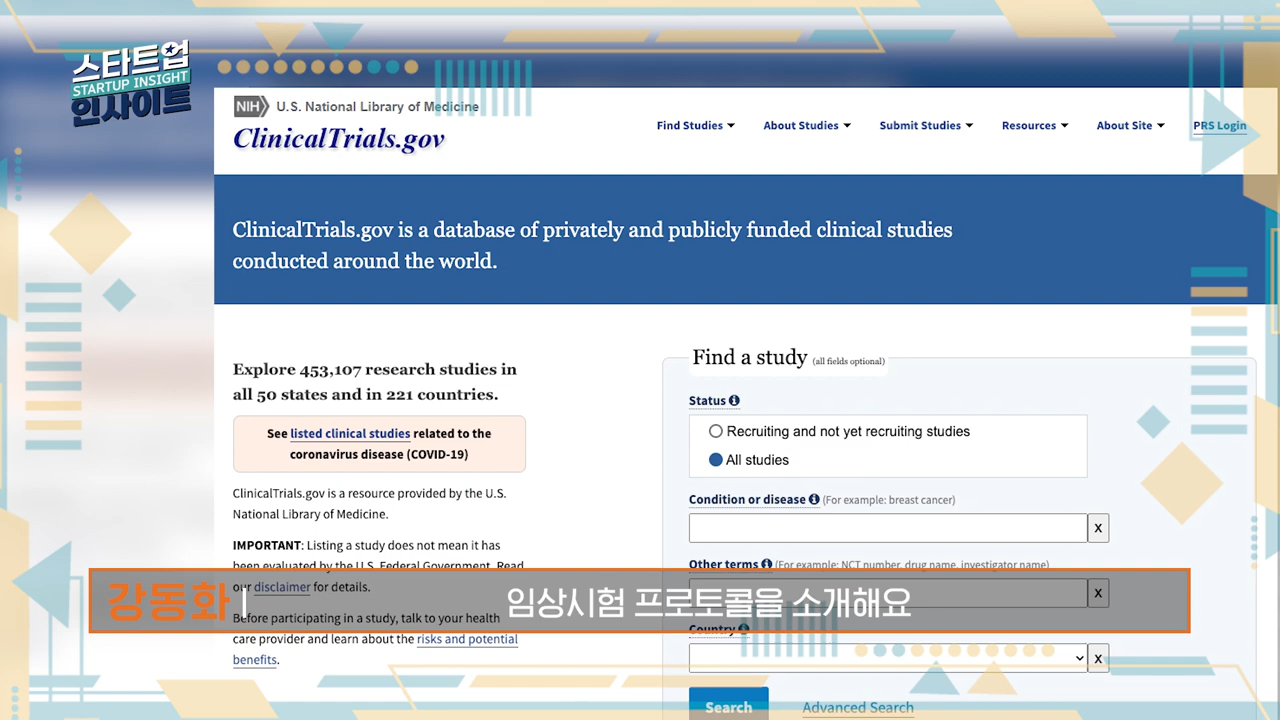 스타트업
STARTUP INSIGHT
인사이트
NIH U.S. National Library of Medicine
ClinicalTrials.gov
Find Studies About Studies Submit Studies Resources About Site PRS Login
ClinicalTrials.gov is a database of privately and publicly funded clinical studies
conducted around the world.
Explore 453,107 research studies in
all 50 states and in 221 countries.
See listed clinical studies related to the
coronavirus disease (COVID-19)
ClinicalTrials.gov is a resource provided by the U.S.
National Library of Medicine.
IMPORTANT: Listing a study does not mean it has
been evaluated by the U.S. Federal Government. Read
our disclaimer for details.
Before participating in a study, talk to your health
care provider and learn about the risks and potential
benefits.
Find a study (all fields optional)
Status
Recruiting and not yet recruiting studies
All studies
Condition or disease (For example: breast cancer)
X
Other terms (For example: NCT number, drug name, investigator name)
X
Country
X
Search Advanced Search
강동화 임상시험 프로토콜을 소개해요